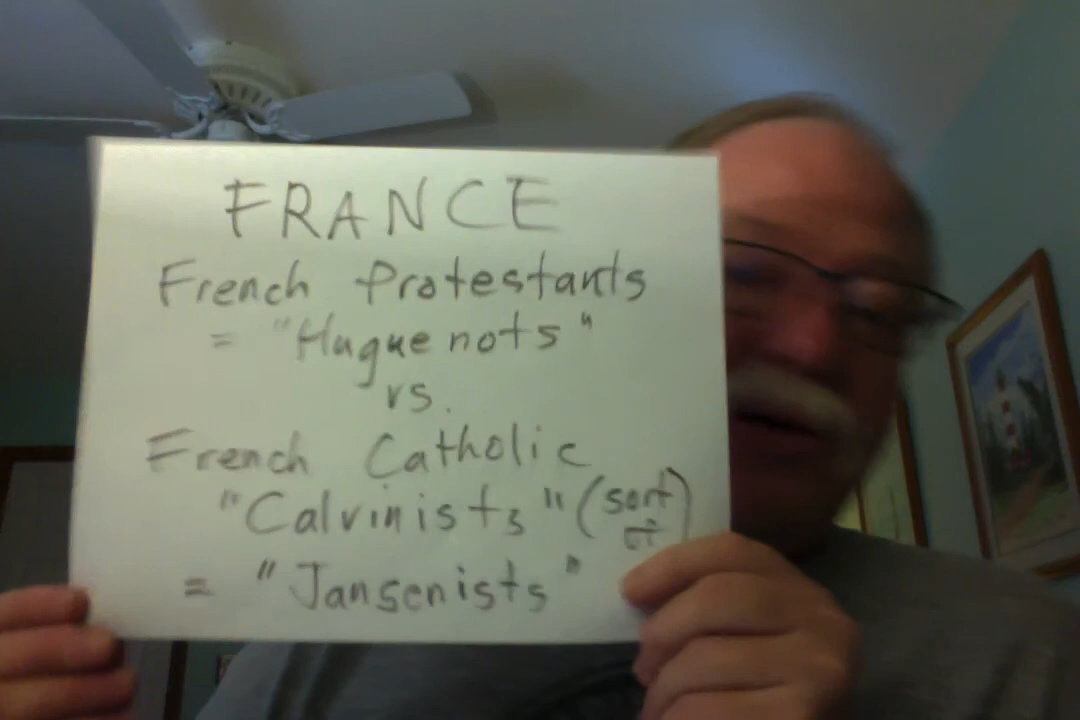 FRANCE
French Protestants
= "Huguenots"
vs.
French Catholic
"Calvinists" (sort of)
= "Jansenists"